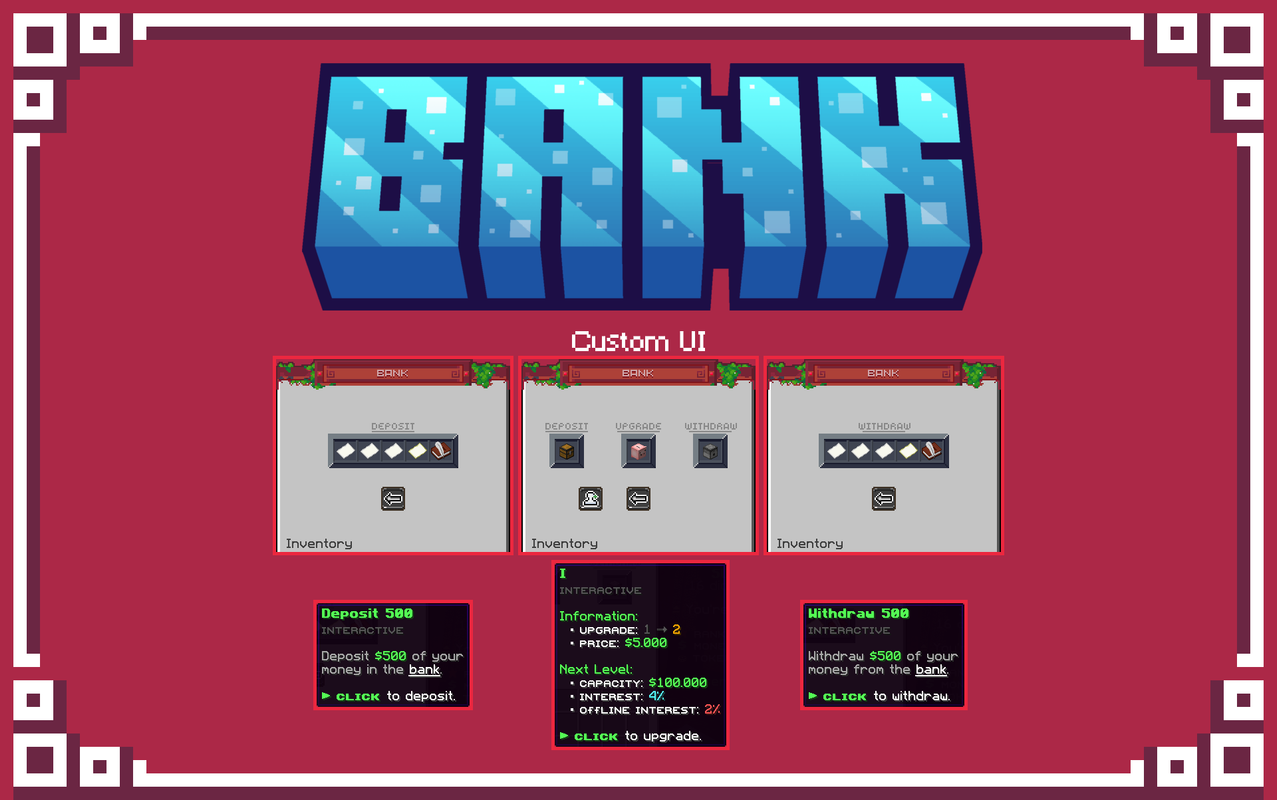 BANK
Custom UI
BANK
DEPOSIT
Inventory
BANK
DEPOSIT UPGRADE WITHDRAW
Inventory
BANK
WITHDRAW
Inventory
Deposit 500
INTERACTIVE
Deposit $500 of your
money in the bank.
► CLICK to deposit.
I
INTERACTIVE
Information:
• UPGRADE: 1 → 2
• PRICE: $5.000
Next Level:
• CAPACITY: $100.000
• INTEREST: 4%
• OFFLINE INTEREST: 2%
► CLICK to upgrade.
Withdraw 500
INTERACTIVE
Withdraw $500 of your
money from the bank.
► CLICK to withdraw.